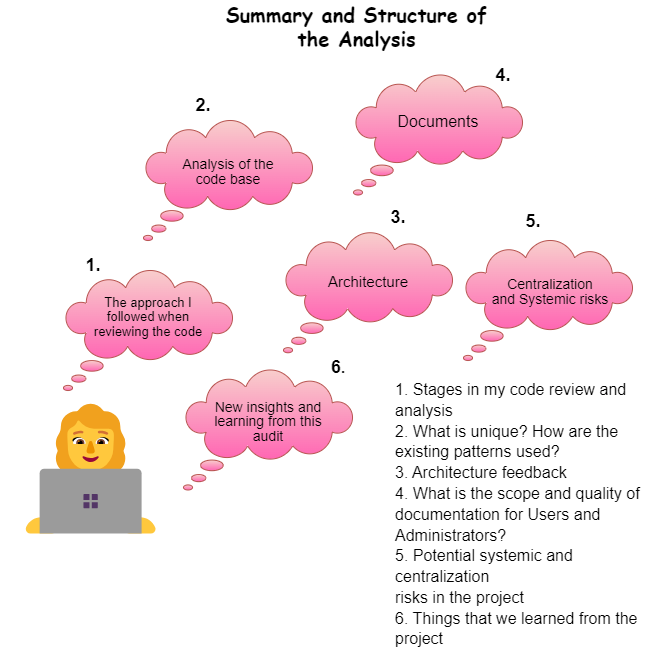 Summary and Structure of
the Analysis
4.
2.
Documents
Analysis of the
code base
3.
5.
1.
Architecture
Centralization
and Systemic risks
The approach I
followed when
reviewing the code
6.
New insights and
learning from this
audit
1. Stages in my code review and
analysis
2. What is unique? How are the
existing patterns used?
3. Architecture feedback
4. What is the scope and quality of
documentation for Users and
Administrators?
5. Potential systemic and
centralization
risks in the project
6. Things that we learned from the
project